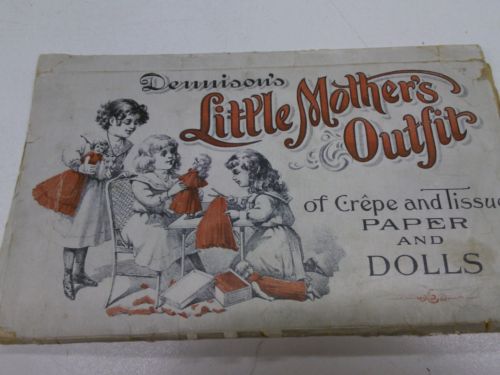 Dennison's
Little Mother's
Outfit
of Crêpe and Tissue
PAPER
AND
DOLLS